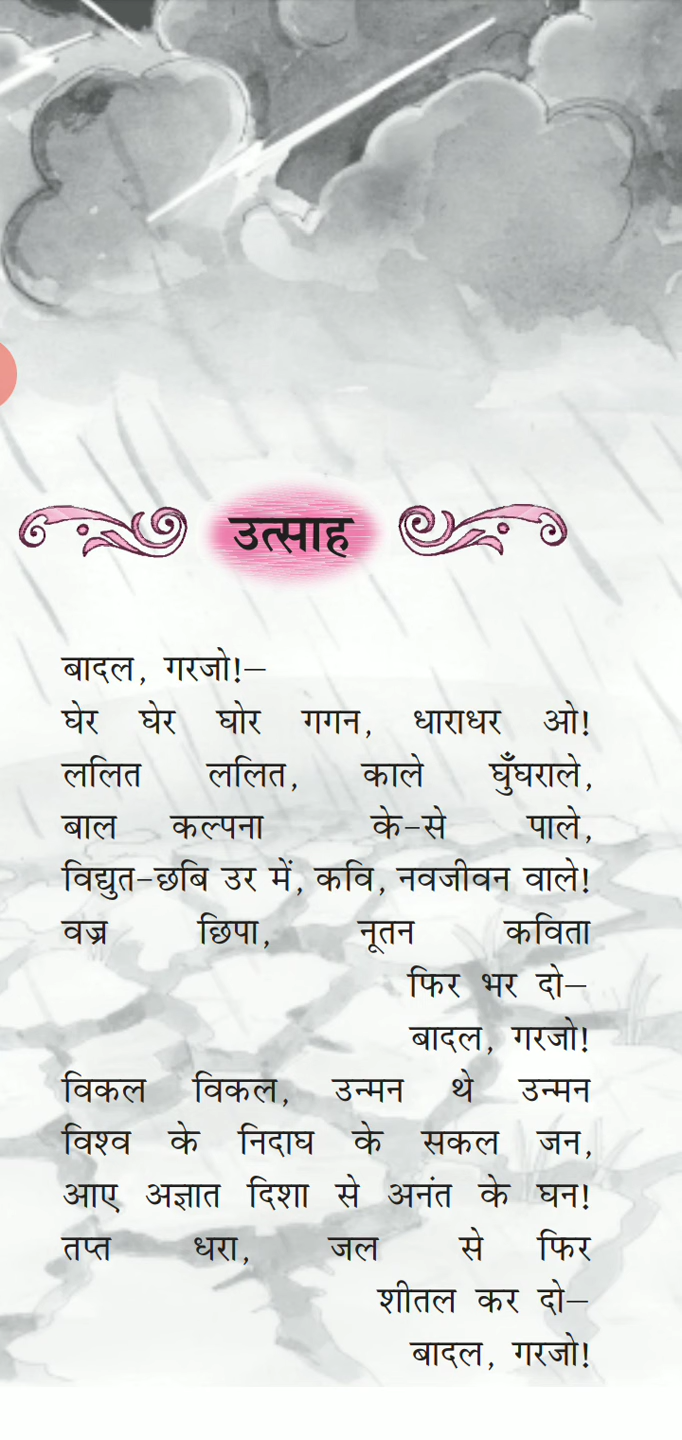 उत्साह
बादल, गरजो!–
घेर घेर घोर गगन, धाराधर ओ!
ललित ललित, काले घुँघराले,
बाल कल्पना के-से पाले,
विद्युत-छबि उर में, कवि, नवजीवन वाले!
वज्र छिपा, नूतन कविता
फिर भर दो–
बादल, गरजो!
विकल विकल, उन्मन थे उन्मन
विश्व के निदाघ के सकल जन,
आए अज्ञात दिशा से अनंत के घन!
तप्त धरा, जल से फिर
शीतल कर दो–
बादल, गरजो!